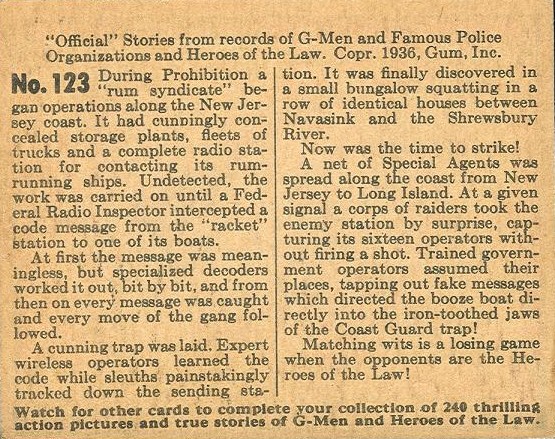 "Official" Stories from records of G-Men and Famous Police
Organizations and Heroes of the Law. Copr. 1936, Gum, Inc.
No. 123 During Prohibition a
"rum syndicate" be-
gan operations along the New Jer-
sey coast. It had cunningly con-
cealed storage plants, fleets of
trucks and a complete radio sta-
tion for contacting its rum-
running ships. Undetected, the
work was carried on until a Fed-
eral Radio Inspector intercepted a
code message from the "racket"
station to one of its boats.
At first the message was mean-
ingless, but specialized decoders
worked it out, bit by bit, and from
then on every message was caught
and every move of the gang fol-
lowed.
A cunning trap was laid. Expert
wireless operators learned the
code while sleuths painstakingly
tracked down the sending sta-
tion. It was finally discovered in
a small bungalow squatting in a
row of identical houses between
Navasink and the Shrewsbury
River.
Now was the time to strike!
A net of Special Agents was
spread along the coast from New
Jersey to Long Island. At a given
signal a corps of raiders took the
enemy station by surprise, cap-
turing its sixteen operators with-
out firing a shot. Trained govern-
ment operators assumed their
places, tapping out fake messages
which directed the booze boat di-
rectly into the iron-toothed jaws
of the Coast Guard trap!
Matching wits is a losing game
when the opponents are the He-
roes of the Law!
Watch for other cards to complete your collection of 240 thrilling
action pictures and true stories of G-Men and Heroes of the Law.